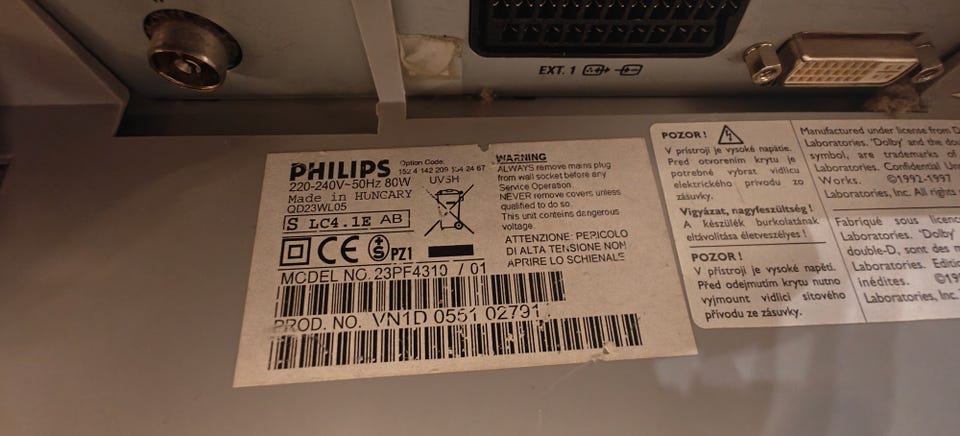 EXT. 1
PHILIPS
Option Code:
152 4 142 209 154 24 67
220-240V~50Hz 80W
UVSH
Made in HUNGARY
QD23WL05
S LC4.1E AB
CE S PZ1
MODEL NO. 23PF4310 / 01
PROD. NO. VN1D 0551 02791
WARNING
ALWAYS remove mains plug
from wall socket before any
Service Operation.
NEVER remove covers unless
qualified to do so.
This unit contains dangerous
voltage.
ATTENZIONE: PERICOLO
DI ALTA TENSIONE NON
APRIRE LO SCHIENALE
POZOR!
V přístroji je vysoké napätie.
Pred otvorením krytu je
potrebné vybrat vidlicu
elektrického prívodu zo
zásuvky.
Vigyázat, nagyfeszültség!
A készülék burkolatának
eltávolítása életveszélyes!
POZOR!
V přístroji je vysoké napětí.
Před odejmutím krytu nutno
vyjmout vidlici síťového
přívodu ze zásuvky.
Manufactured under license from D
Laboratories. 'Dolby' and the dou
symbol, are trademarks of
Laboratories. Confidential Un
Works. ©1992-1997
Laboratories, Inc. All rights
Fabriqué sous licenc
Laboratories. 'Dolby'
double-D, sont des m
Laboratories. Editi
inédites. ©19
Laboratories, Inc.